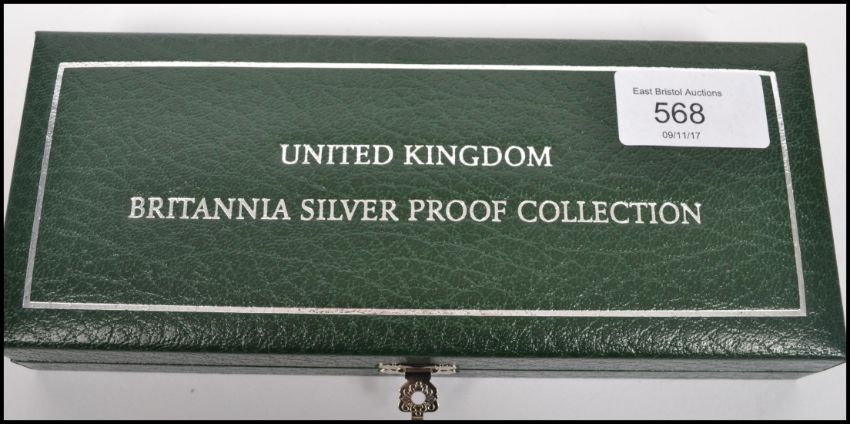 East Bristol Auctions
568
09/11/17
UNITED KINGDOM
BRITANNIA SILVER PROOF COLLECTION